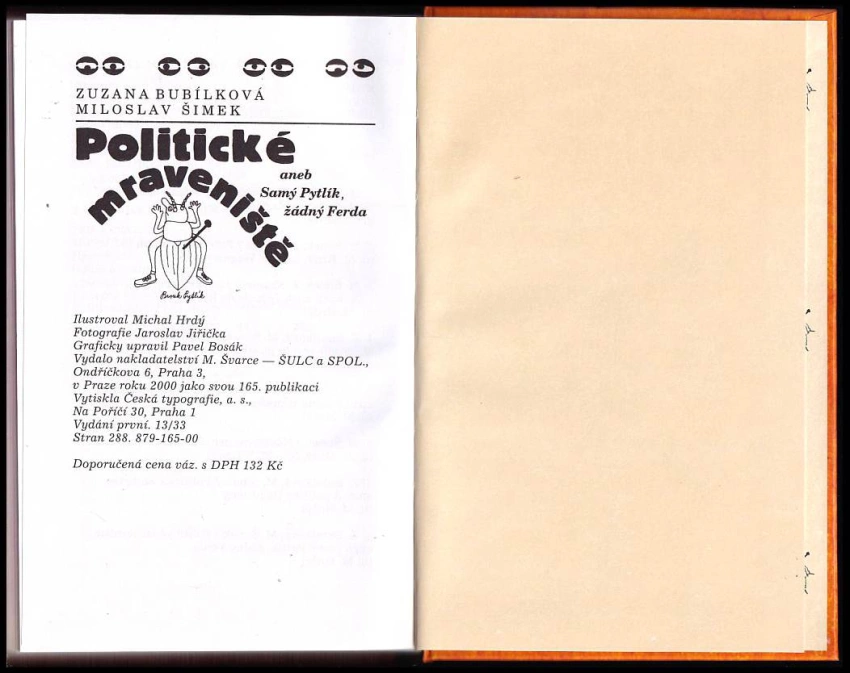 ZUZANA BUBÍLKOVÁ
MILOSLAV ŠIMEK
Politické
mraveniště
aneb
Samý Pytlík,
žádný Ferda
Brouk Pytlík
Ilustroval Michal Hrdý
Fotografie Jaroslav Jiřička
Graficky upravil Pavel Bosák
Vydalo nakladatelství M. Švarce — ŠULC a SPOL.,
Ondříčkova 6, Praha 3,
v Praze roku 2000 jako svou 165. publikaci
Vytiskla Česká typografie, a. s.,
Na Poříčí 30, Praha 1
Vydání první. 13/33
Stran 288. 879-165-00
Doporučená cena váz. s DPH 132 Kč